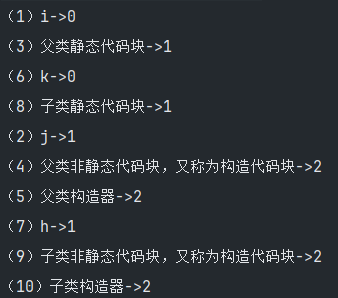 （1）i->0
（3）父类静态代码块->1
（6）k->0
（8）子类静态代码块->1
（2）j->1
（4）父类非静态代码块，又称为构造代码块->2
（5）父类构造器->2
（7）h->1
（9）子类非静态代码块，又称为构造代码块->2
（10）子类构造器->2